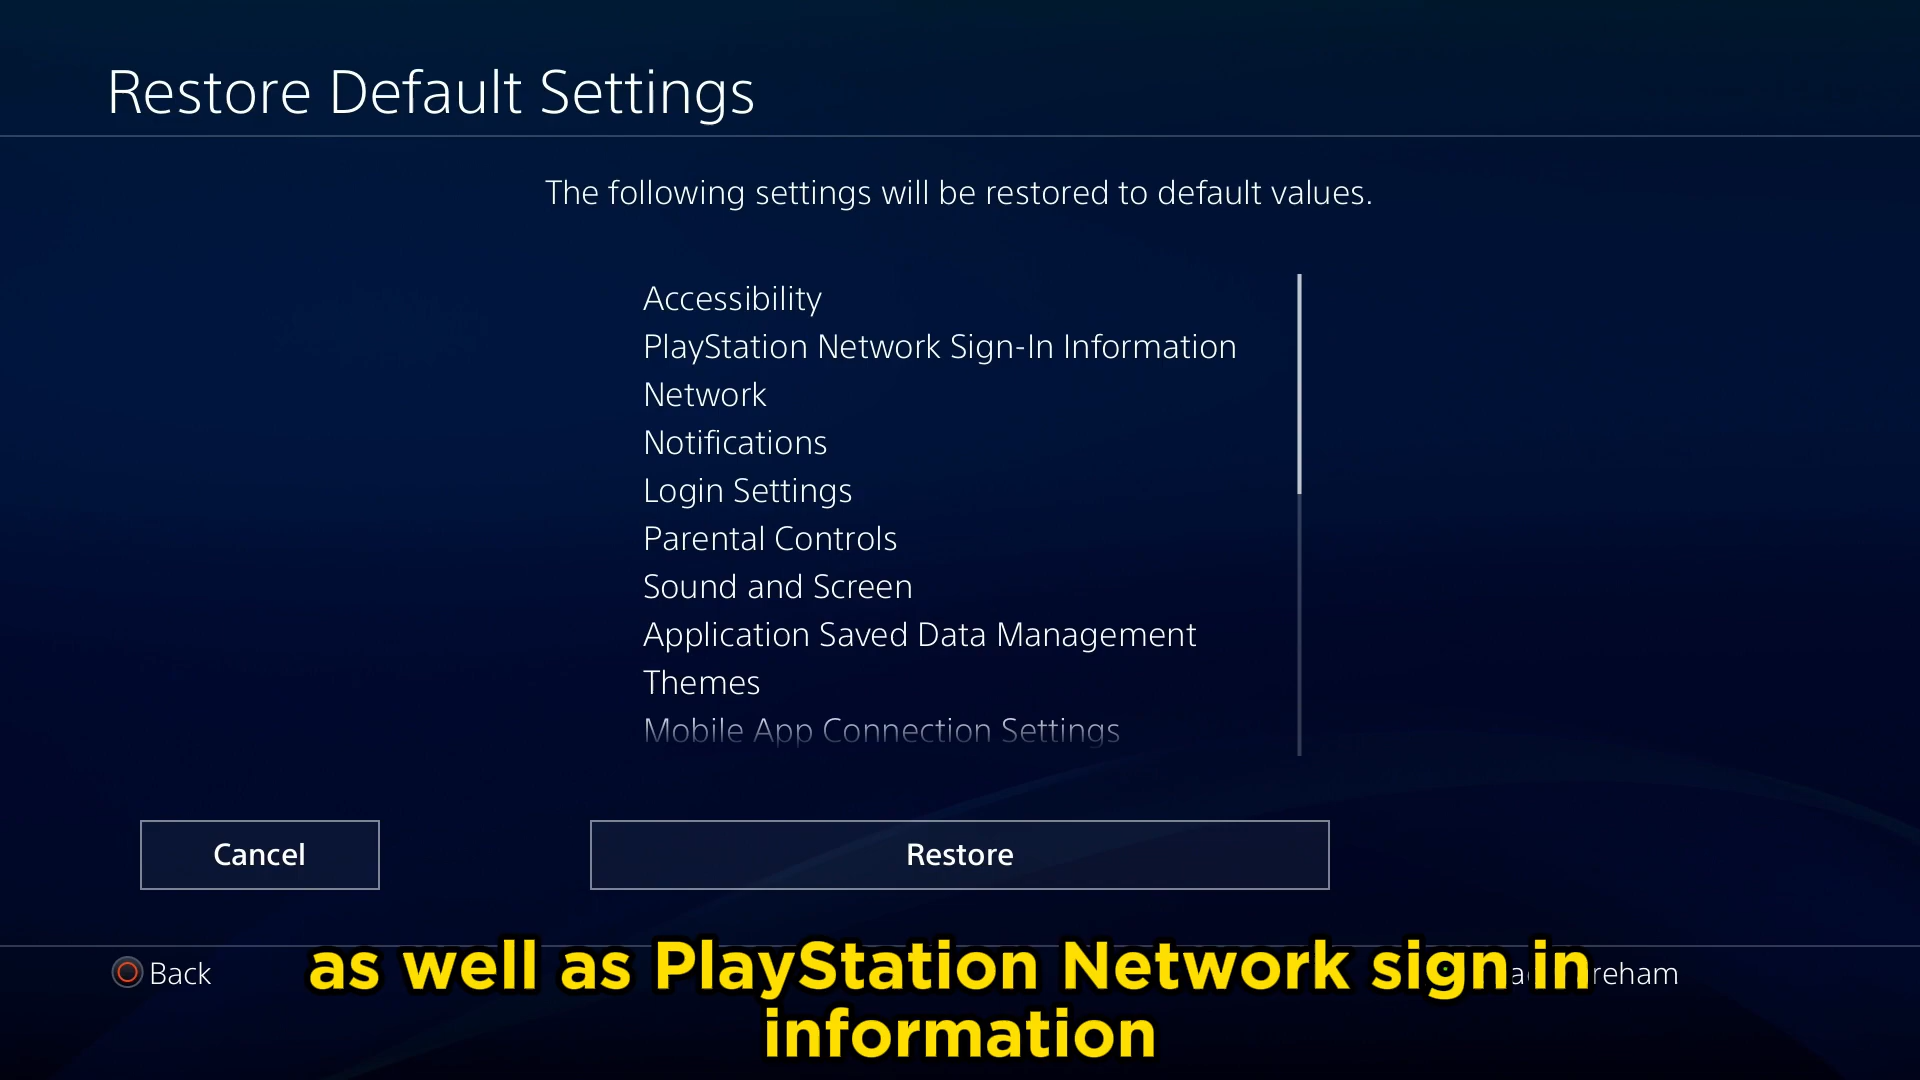 Restore Default Settings
The following settings will be restored to default values.
Accessibility
PlayStation Network Sign-In Information
Network
Notifications
Login Settings
Parental Controls
Sound and Screen
Application Saved Data Management
Themes
Mobile App Connection Settings
Cancel
Restore
Back
as well as PlayStation Network sign in
information